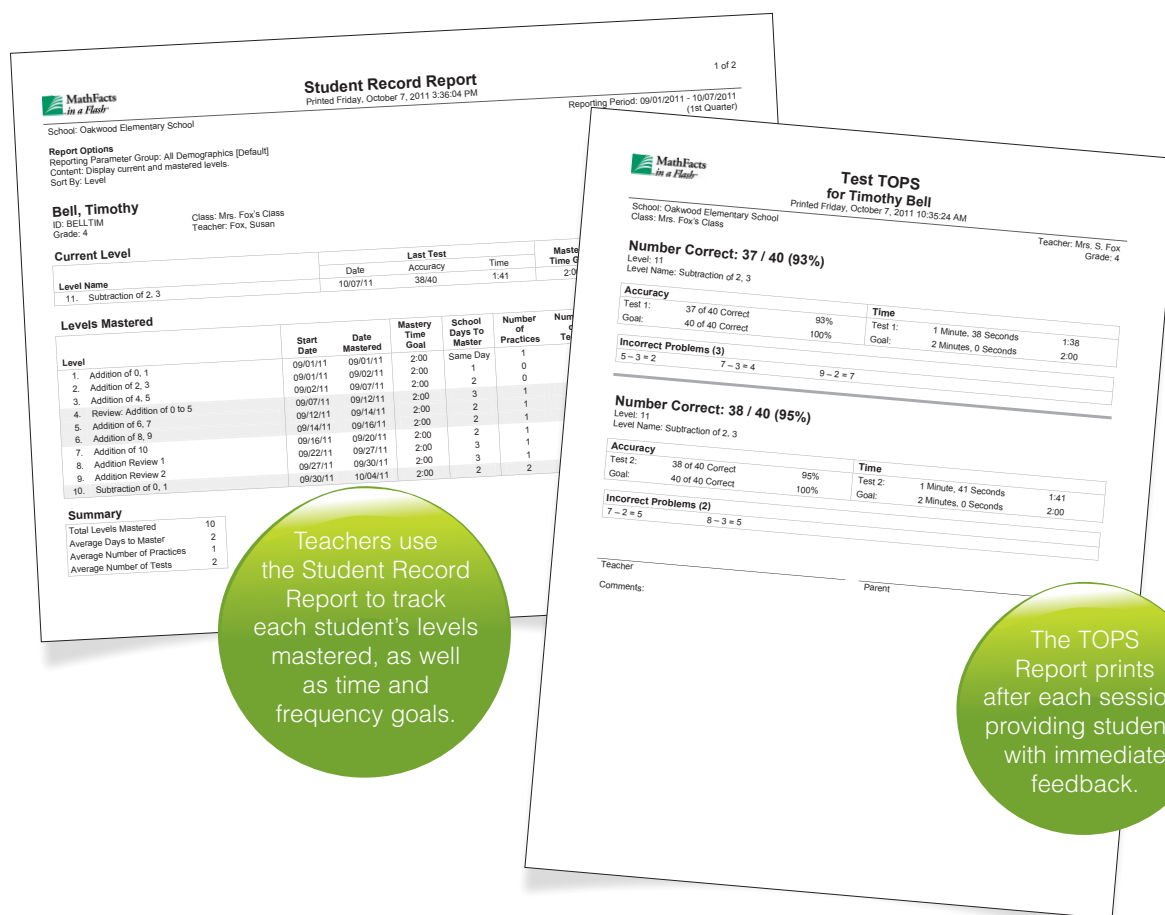 1 of 2
MathFacts
in a Flash
Student Record Report
Printed Friday, October 7, 2011 3:36:04 PM
School: Oakwood Elementary School
Reporting Period: 09/01/2011 - 10/07/2011
(1st Quarter)
Report Options
Reporting Parameter Group: All Demographics [Default]
Content: Display current and mastered levels.
Sort By: Level
Bell, Timothy
ID: BELLTIM
Grade: 4
Class: Mrs. Fox's Class
Teacher: Fox, Susan
Current Level
Last Test
Level Name Date Accuracy Time
11. Subtraction of 2, 3 10/07/11 38/40 1:41
Levels Mastered
Level Start Date Date Mastered Mastery Time Goal School Days To Master Number of Practices
1. Addition of 0, 1 09/01/11 09/01/11 2:00 Same Day 1
2. Addition of 2, 3 09/01/11 09/02/11 2:00 1 0
3. Addition of 4, 5 09/02/11 09/07/11 2:00 2 0
4. Review: Addition of 0 to 5 09/07/11 09/12/11 2:00 3 1
5. Addition of 6, 7 09/12/11 09/14/11 2:00 2 1
6. Addition of 8, 9 09/14/11 09/16/11 2:00 2 1
7. Addition of 10 09/16/11 09/20/11 2:00 2 1
8. Addition Review 1 09/22/11 09/27/11 2:00 3 1
9. Addition Review 2 09/27/11 09/30/11 2:00 3 1
10. Subtraction of 0, 1 09/30/11 10/04/11 2:00 2 2
Summary
Total Levels Mastered 10
Average Days to Master 2
Average Number of Practices 1
Average Number of Tests 2
Teachers use
the Student Record
Report to track
each student's levels
mastered, as well
as time and
frequency goals.
MathFacts
in a Flash
Test TOPS
for Timothy Bell
Printed Friday, October 7, 2011 10:35:24 AM
School: Oakwood Elementary School
Class: Mrs. Fox's Class
Teacher: Mrs. S. Fox
Grade: 4
Number Correct: 37 / 40 (93%)
Level: 11
Level Name: Subtraction of 2, 3
Accuracy Time
Test 1: 37 of 40 Correct 93% Test 1: 1 Minute, 38 Seconds 1:38
Goal: 40 of 40 Correct 100% Goal: 2 Minutes, 0 Seconds 2:00
Incorrect Problems (3)
5 – 3 = 2 7 – 3 = 4 9 – 2 = 7
Number Correct: 38 / 40 (95%)
Level: 11
Level Name: Subtraction of 2, 3
Accuracy Time
Test 2: 38 of 40 Correct 95% Test 2: 1 Minute, 41 Seconds 1:41
Goal: 40 of 40 Correct 100% Goal: 2 Minutes, 0 Seconds 2:00
Incorrect Problems (2)
7 – 2 = 5 8 – 3 = 5
Teacher Parent
Comments:
The TOPS
Report prints
after each
providing
with immediate
feedback.